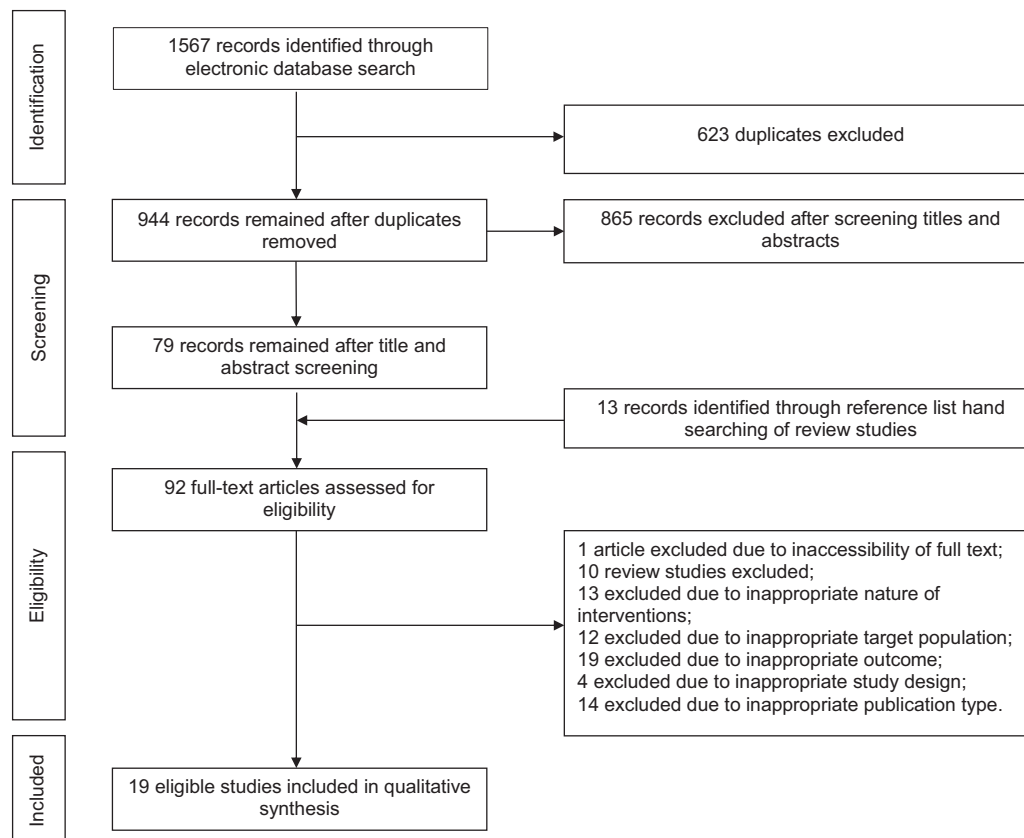 Identification
1567 records identified through
electronic database search
623 duplicates excluded
Screening
944 records remained after duplicates
removed
865 records excluded after screening titles and
abstracts
79 records remained after title and
abstract screening
13 records identified through reference list hand
searching of review studies
Eligibility
92 full-text articles assessed for
eligibility
1 article excluded due to inaccessibility of full text;
10 review studies excluded;
13 excluded due to inappropriate nature of
interventions;
12 excluded due to inappropriate target population;
19 excluded due to inappropriate outcome;
4 excluded due to inappropriate study design;
14 excluded due to inappropriate publication type.
Included
19 eligible studies included in qualitative
synthesis